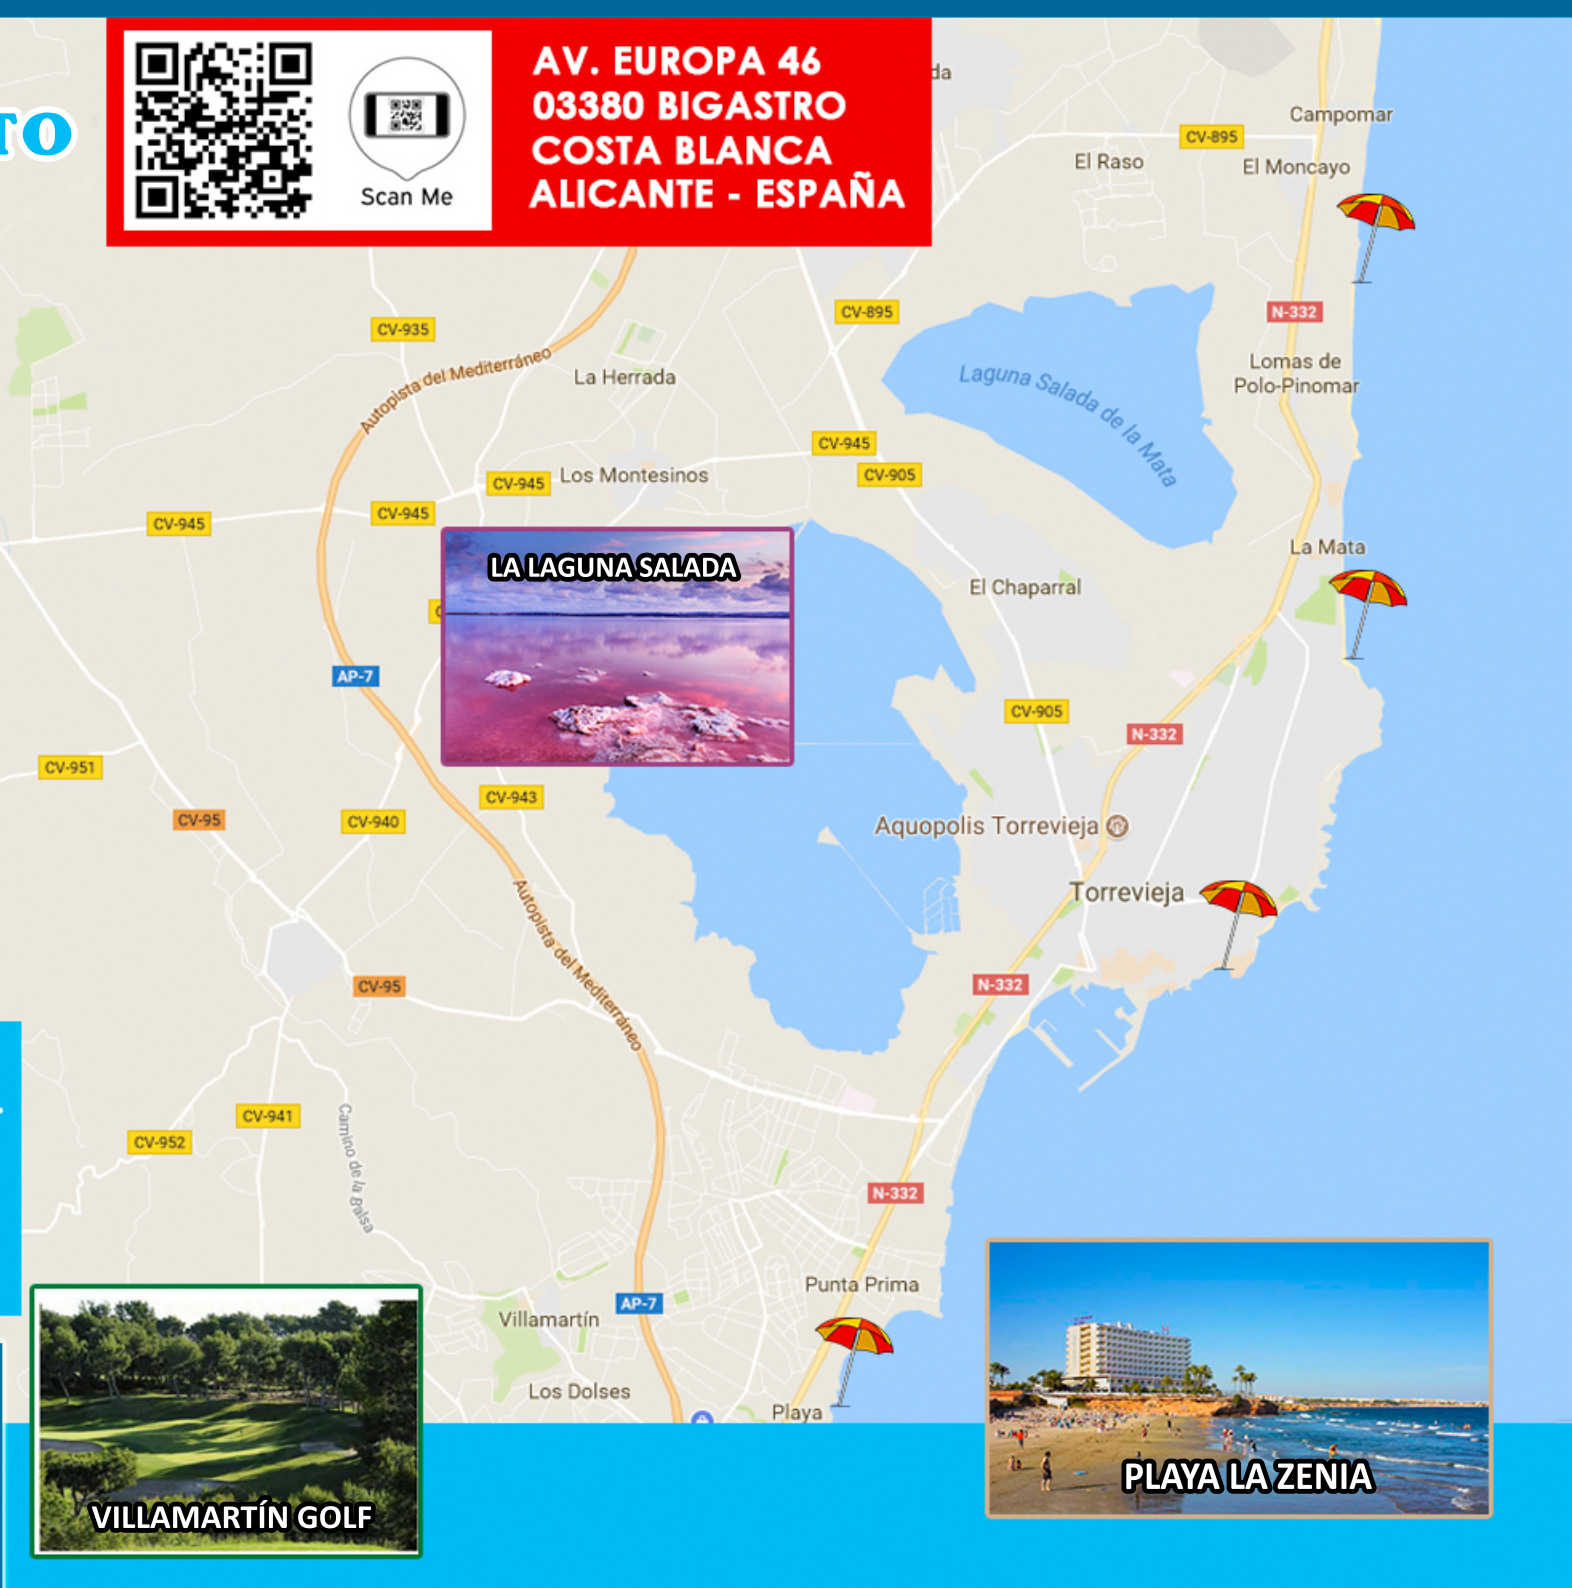 TO
Scan Me
AV. EUROPA 46
03380 BIGASTRO
COSTA BLANCA
ALICANTE - ESPAÑA
da
Campomar
CV-895
El Raso
El Moncayo
CV-895
N-332
CV-935
Autopista del Mediterráneo
La Herrada
Laguna Salada de la Mata
Lomas de
Polo-Pinomar
CV-945
CV-905
CV-945
Los Montesinos
CV-945
CV-945
La Mata
LA LAGUNA SALADA
El Chaparral
AP-7
CV-905
N-332
CV-951
CV-943
CV-95
CV-940
Aquopolis Torrevieja
Torrevieja
Autopista del Mediterráneo
CV-95
N-332
CV-941
CV-952
Camino de la Balsa
N-332
Punta Prima
AP-7
Villamartín
Los Dolses
Playa
PLAYA LA ZENIA
VILLAMARTÍN GOLF